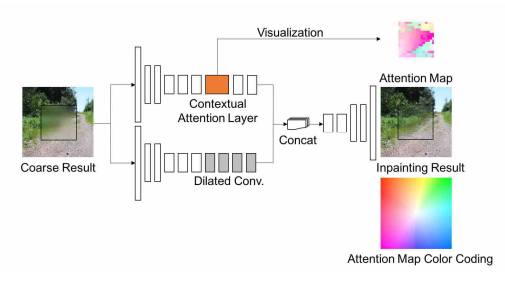 Visualization
Attention Map
Contextual
Attention Layer
Concat
Coarse Result
Inpainting Result
Dilated Conv.
Attention Map Color Coding